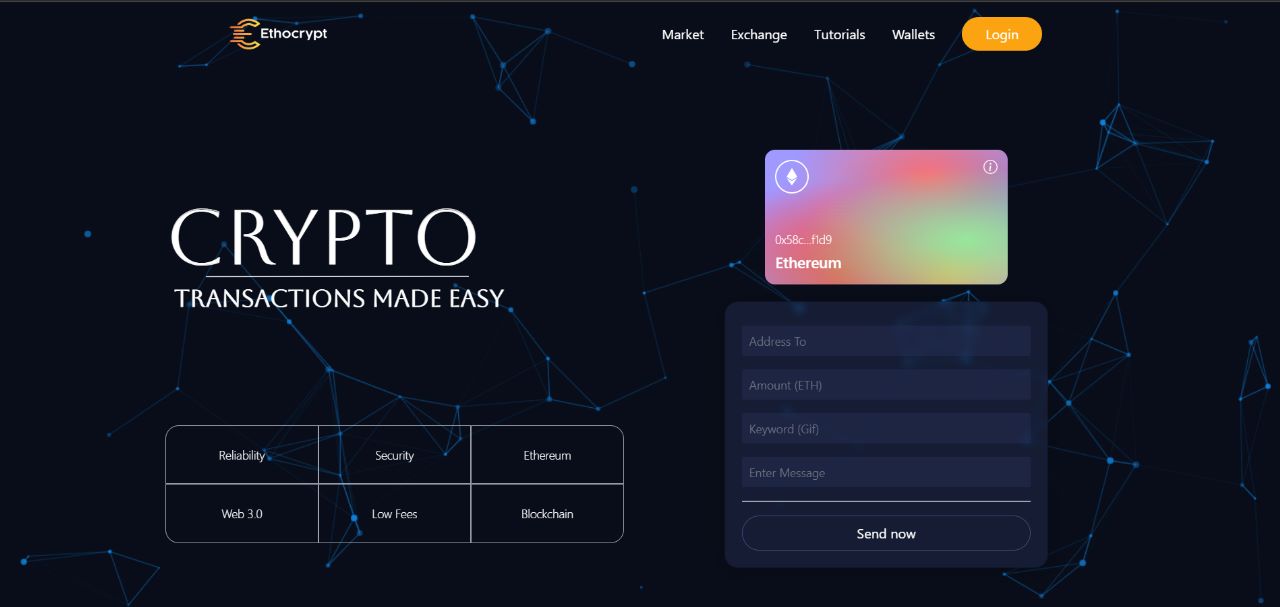 Ethocrypt
Market Exchange Tutorials Wallets Login
CRYPTO
TRANSACTIONS MADE EASY
0x58c...f1d9
Ethereum
Address To
Amount (ETH)
Keyword (Gif)
Enter Message
Send now
Reliability Security Ethereum
Web 3.0 Low Fees Blockchain